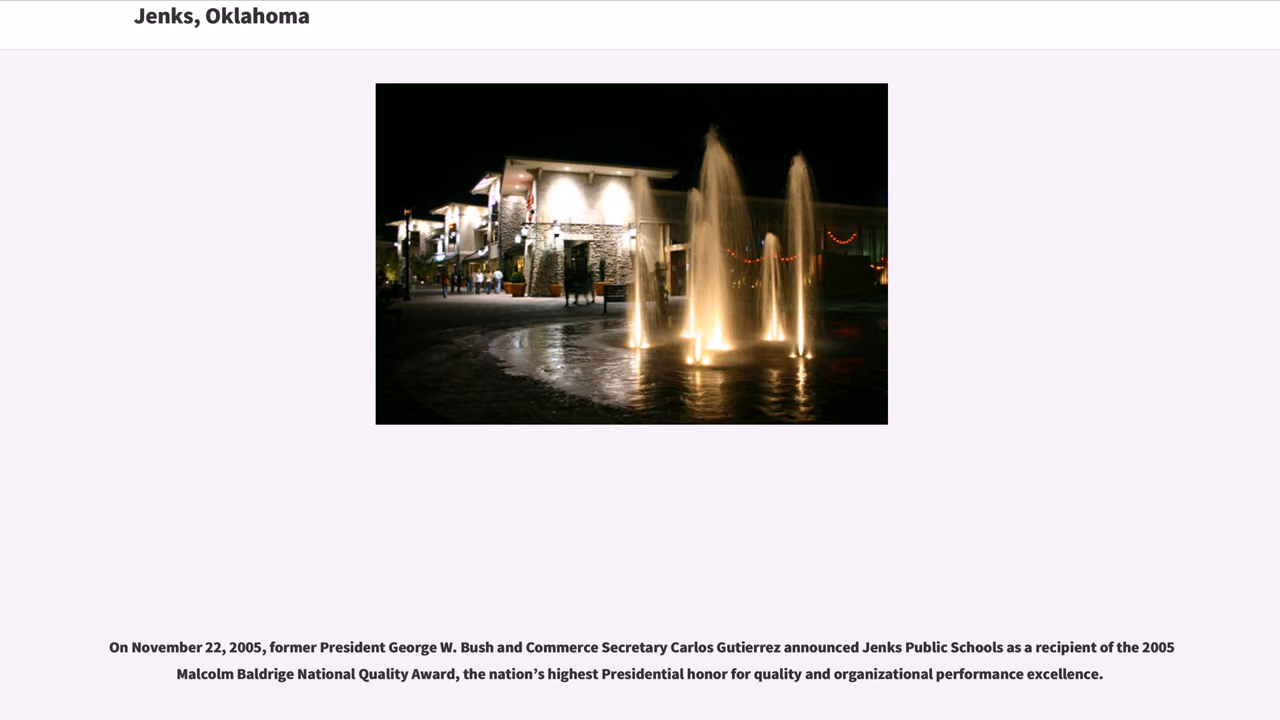 Jenks, Oklahoma
On November 22, 2005, former President George W. Bush and Commerce Secretary Carlos Gutierrez announced Jenks Public Schools as a recipient of the 2005
Malcolm Baldrige National Quality Award, the nation’s highest Presidential honor for quality and organizational performance excellence.